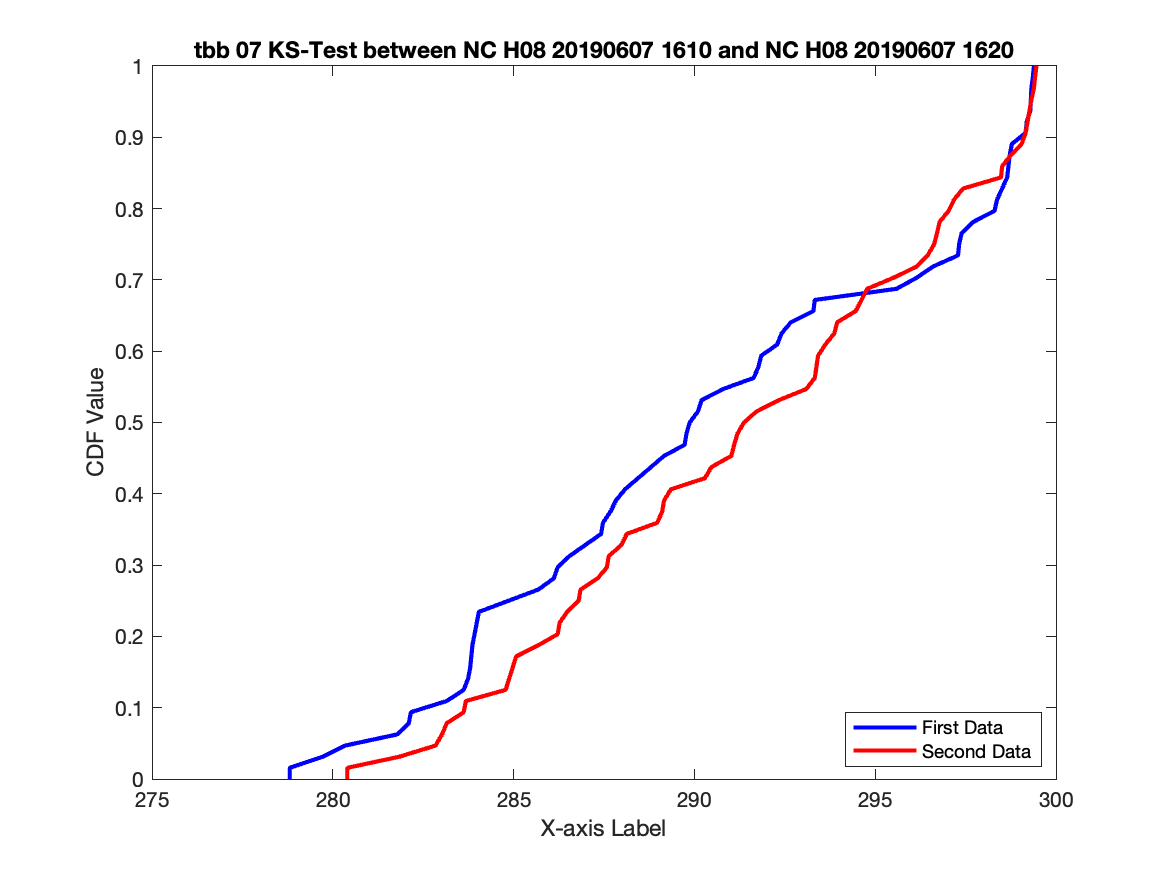 tbb 07 KS-Test between NC H08 20190607 1610 and NC H08 20190607 1620
1
0.9
0.8
0.7
0.6
0.5
0.4
0.3
0.2
0.1
0
CDF Value
First Data
Second Data
275 280 285 290 295 300
X-axis Label